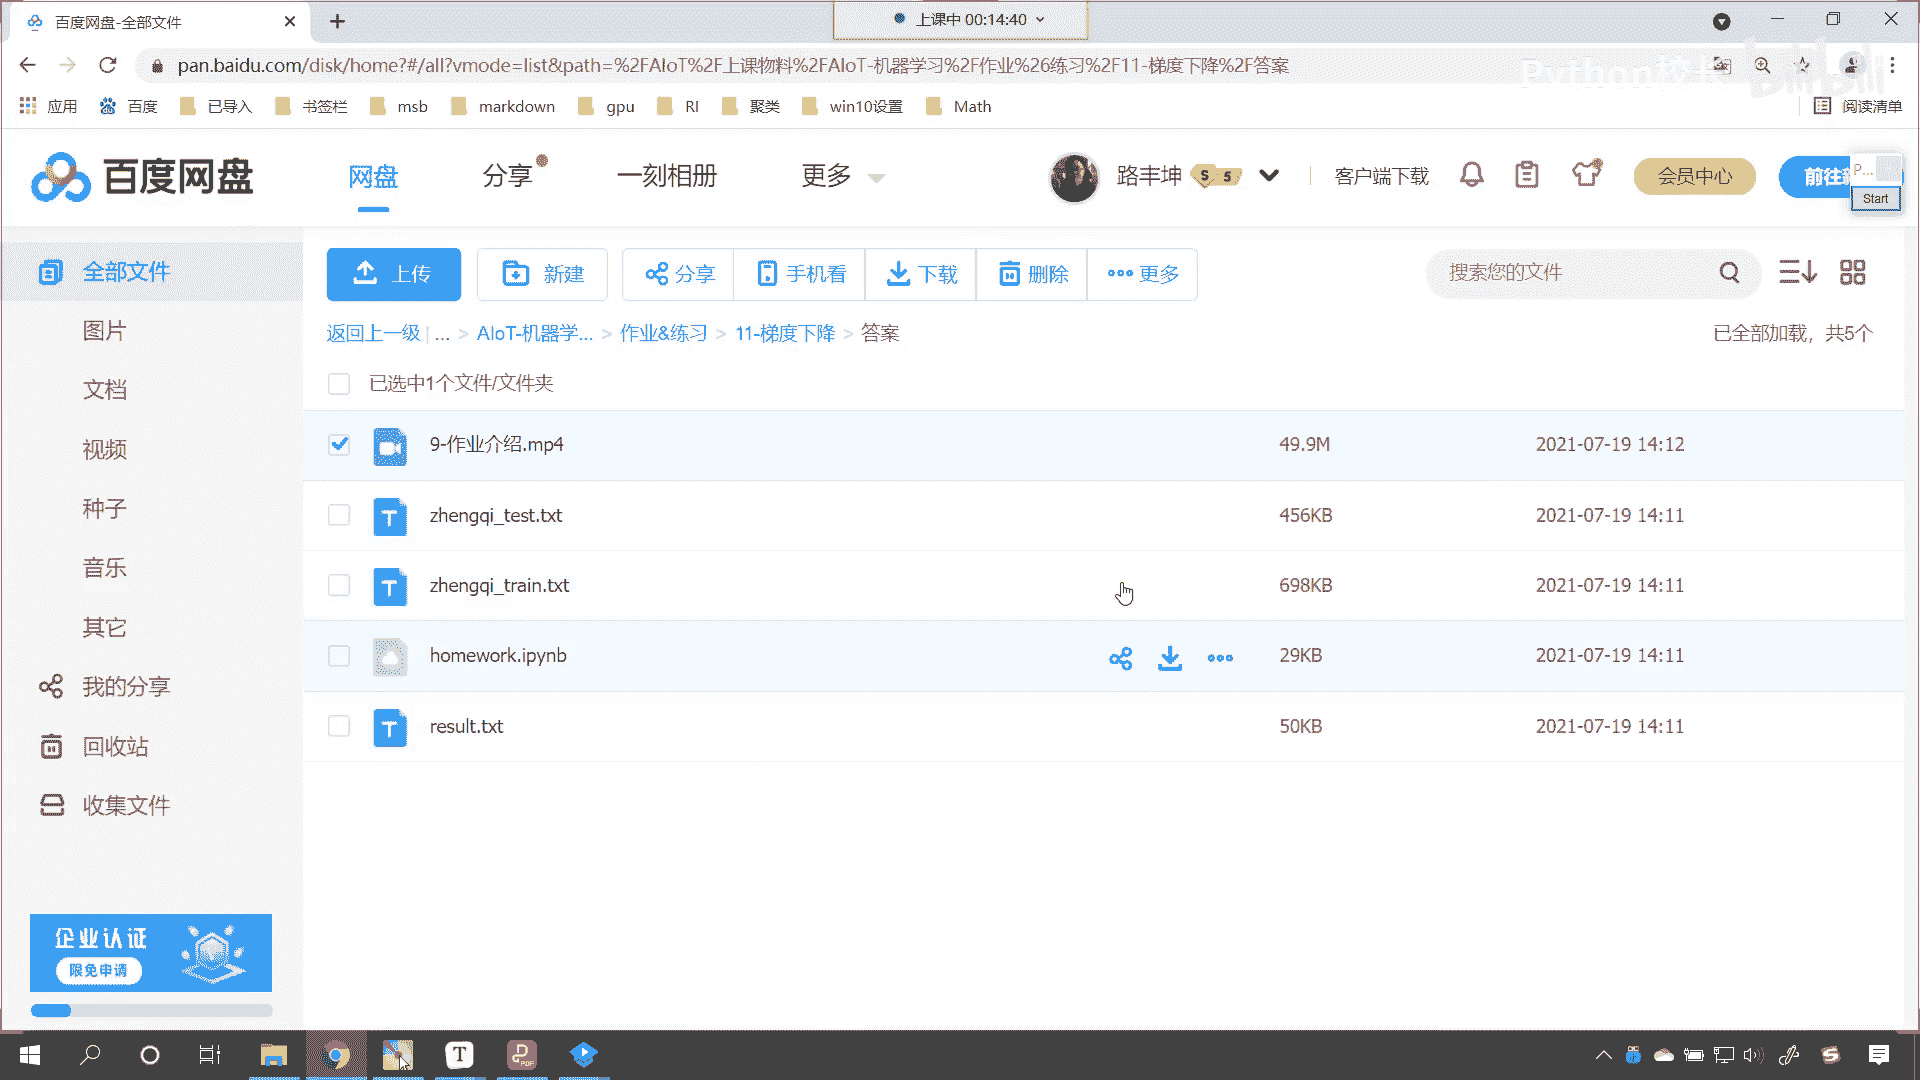 百度网盘-全部文件
上课中 00:14:40
pan.baidu.com/disk/home?#/all?vmode=list&path=%2FAIoT%2F上课物料%2FAIoT-机器学习%2F作业%26练习%2F11-梯度下降%2F答案
应用 百度 已导入 书签栏 msb markdown gpu RI 聚类 win10设置 Math 阅读清单
百度网盘 网盘 分享 一刻相册 更多 路丰坤 S 5 客户端下载 会员中心 前往 P...
Start
全部文件
图片
文档
视频
种子
音乐
其它
我的分享
回收站
收集文件
企业认证
限免申请
上传 新建 分享 手机看 下载 删除 更多 搜索您的文件
返回上一级 | ... > AIoT-机器学... > 作业&练习 > 11-梯度下降 > 答案 已全部加载，共5个
已选中1个文件/文件夹
9-作业介绍.mp4 49.9M 2021-07-19 14:12
zhengqi_test.txt 456KB 2021-07-19 14:11
zhengqi_train.txt 698KB 2021-07-19 14:11
homework.ipynb 29KB 2021-07-19 14:11
result.txt 50KB 2021-07-19 14:11